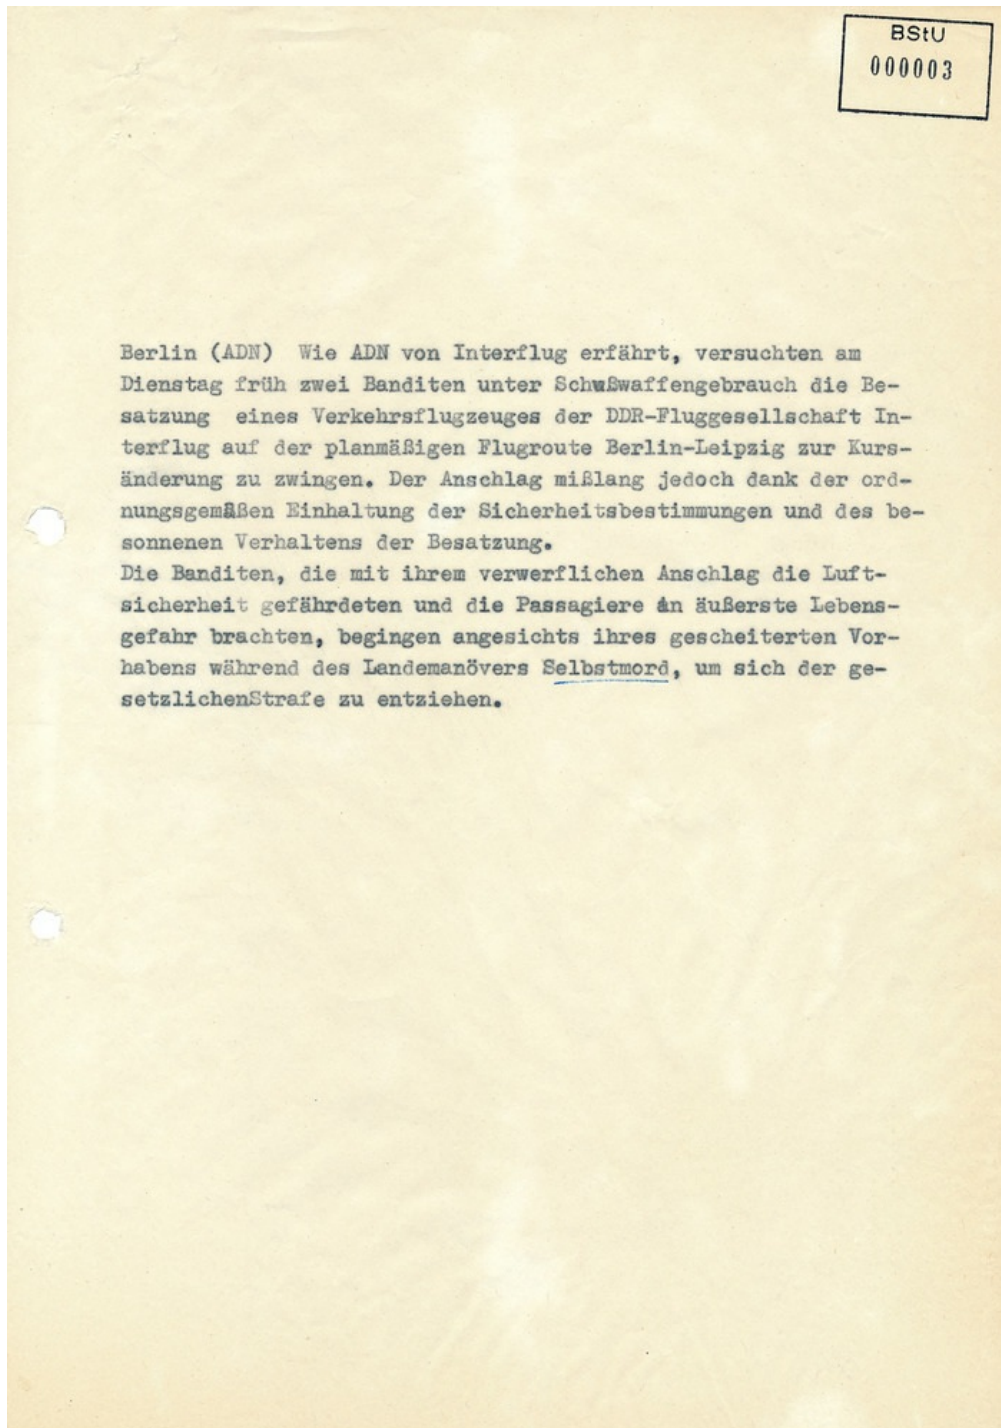 BStU
000003
Berlin (ADN) Wie ADN von Interflug erfährt, versuchten am
Dienstag früh zwei Banditen unter Schußwaffengebrauch die Be-
satzung eines Verkehrsflugzeuges der DDR-Fluggesellschaft In-
terflug auf der planmäßigen Flugroute Berlin-Leipzig zur Kurs-
änderung zu zwingen. Der Anschlag mißlang jedoch dank der ord-
nungsgemäßen Einhaltung der Sicherheitsbestimmungen und des be-
sonnenen Verhaltens der Besatzung.
Die Banditen, die mit ihrem verwerflichen Anschlag die Luft-
sicherheit gefährdeten und die Passagiere in äußerste Lebens-
gefahr brachten, begingen angesichts ihres gescheiterten Vor-
habens während des Landemanövers Selbstmord, um sich der ge-
setzlichenStrafe zu entziehen.